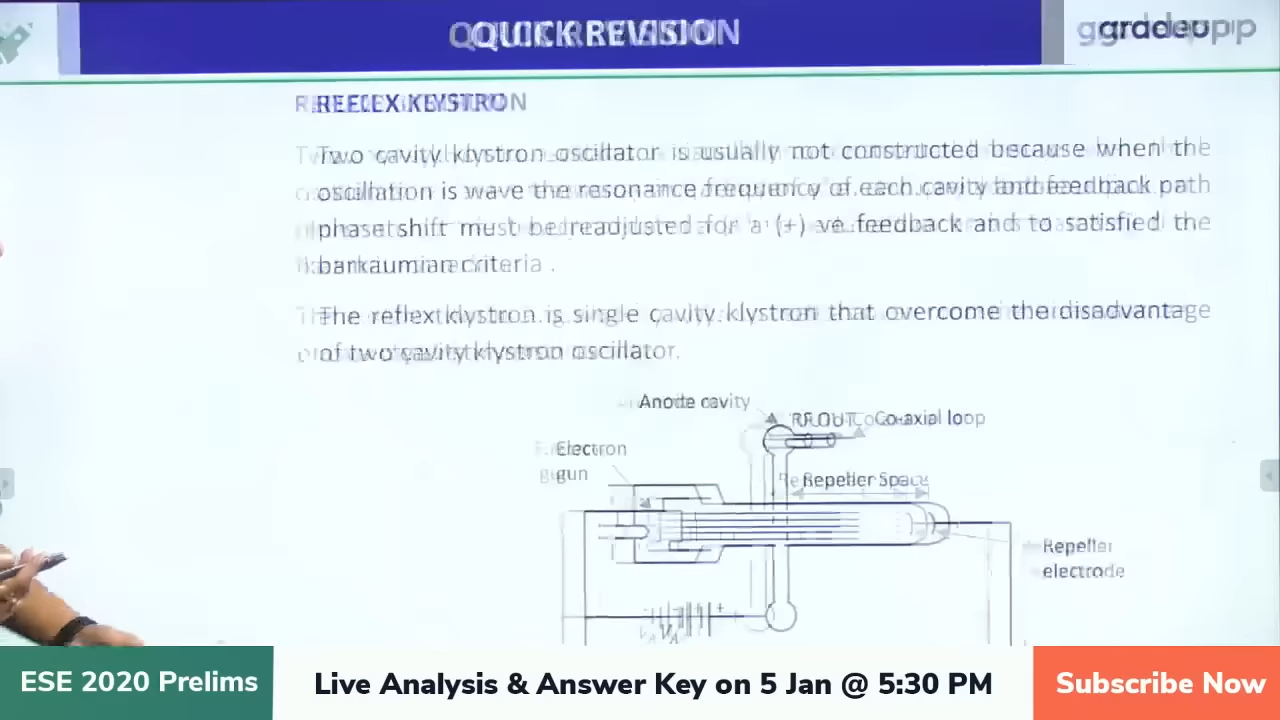 QUICK REVISION
gradeup
REFLEX KLYSTRON
Two cavity klystron oscillator is usually not constructed because when the
oscillation is wave the resonance frequency of each cavity and feedback path
phase shift must be readjusted for a (+) ve feedback and to satisfied the
barkaumian criteria .
The reflex klystron is single cavity klystron that overcome the disadvantage
of two cavity klystron oscillator.
Anode cavity
RF OUT Co-axial loop
Electron
gun
Repeller Space
Repeller
electrode
V_A
+
ESE 2020 Prelims
Live Analysis & Answer Key on 5 Jan @ 5:30 PM
Subscribe Now